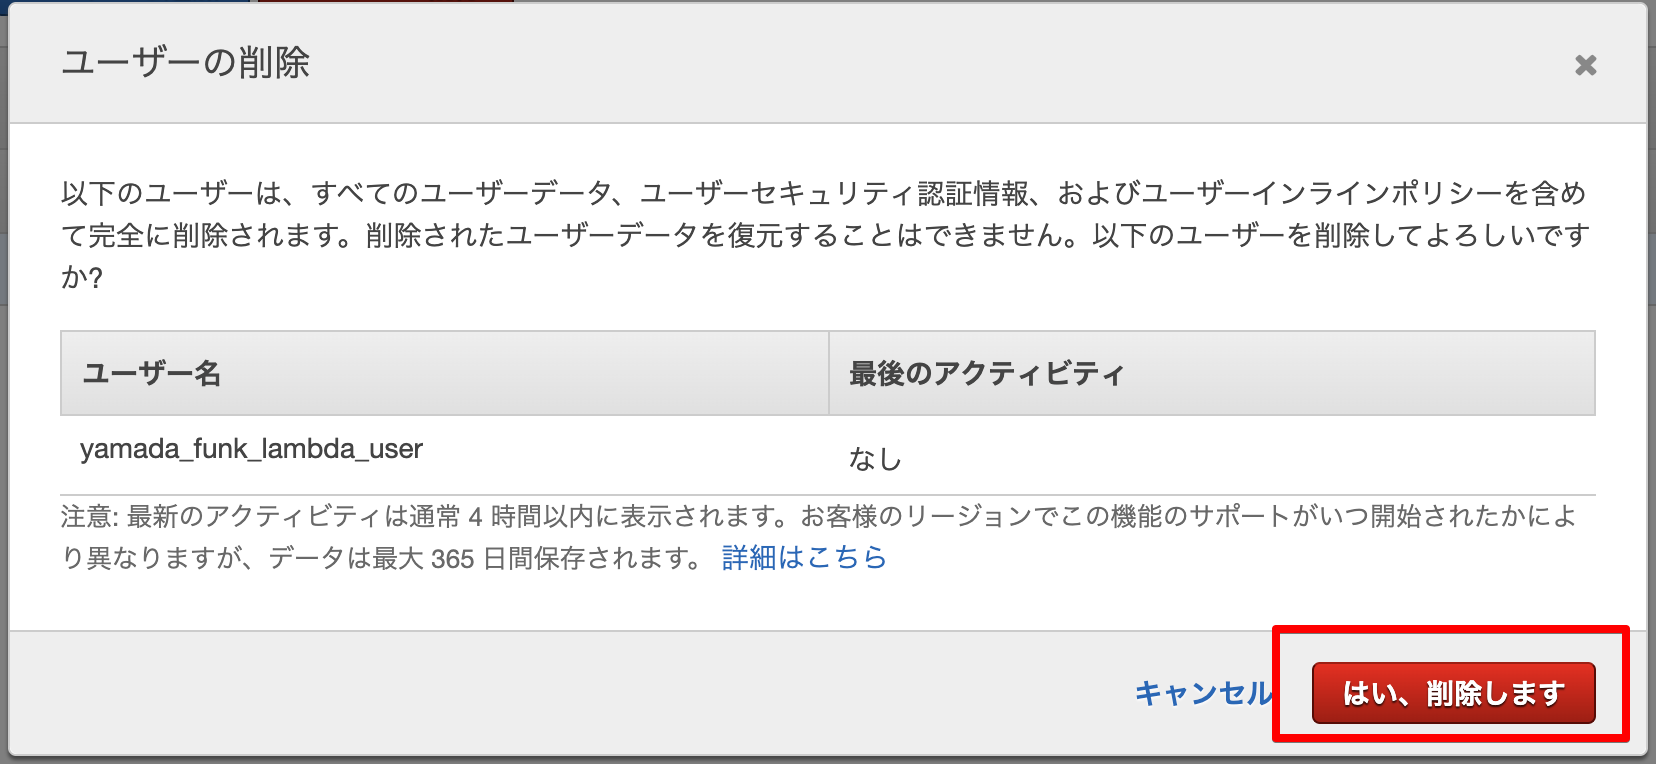 ユーザーの削除
以下のユーザーは、すべてのユーザーデータ、ユーザーセキュリティ認証情報、およびユーザーインラインポリシーを含め
て完全に削除されます。削除されたユーザーデータを復元することはできません。以下のユーザーを削除してよろしいです
か?
ユーザー名 最後のアクティビティ
yamada_funk_lambda_user なし
注意: 最新のアクティビティは通常 4 時間以内に表示されます。お客様のリージョンでこの機能のサポートがいつ開始されたかによ
り異なりますが、データは最大 365 日間保存されます。 詳細はこちら
キャンセル はい、削除します